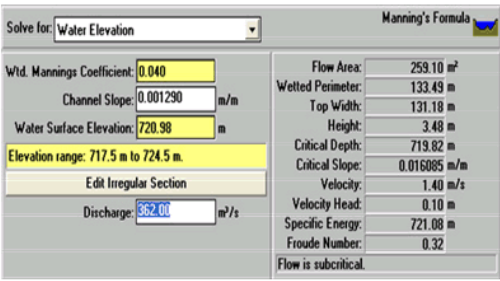 Solve for: Water Elevation
Manning's Formula
Wtd. Mannings Coefficient: 0.040
Channel Slope: 0.001290 m/m
Water Surface Elevation: 720.98 m
Elevation range: 717.5 m to 724.5 m.
Edit Irregular Section
Discharge: 362.00 m³/s
Flow Area: 259.10 m²
Wetted Perimeter: 133.49 m
Top Width: 131.18 m
Height: 3.48 m
Critical Depth: 719.82 m
Critical Slope: 0.016085 m/m
Velocity: 1.40 m/s
Velocity Head: 0.10 m
Specific Energy: 721.08 m
Froude Number: 0.32
Flow is subcritical.